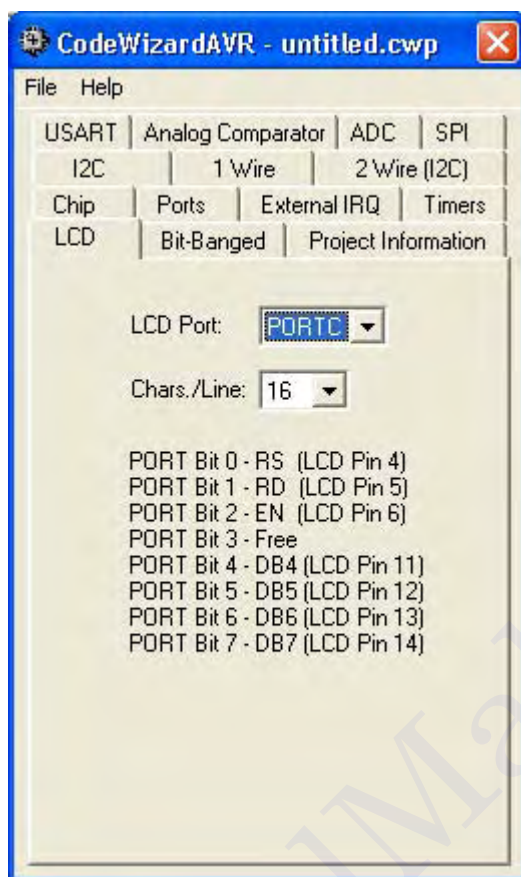 CodeWizardAVR - untitled.cwp
File Help
USART Analog Comparator ADC SPI
I2C 1 Wire 2 Wire (I2C)
Chip Ports External IRQ Timers
LCD Bit-Banged Project Information
LCD Port: PORTC
Chars./Line: 16
PORT Bit 0 - RS (LCD Pin 4)
PORT Bit 1 - RD (LCD Pin 5)
PORT Bit 2 - EN (LCD Pin 6)
PORT Bit 3 - Free
PORT Bit 4 - DB4 (LCD Pin 11)
PORT Bit 5 - DB5 (LCD Pin 12)
PORT Bit 6 - DB6 (LCD Pin 13)
PORT Bit 7 - DB7 (LCD Pin 14)